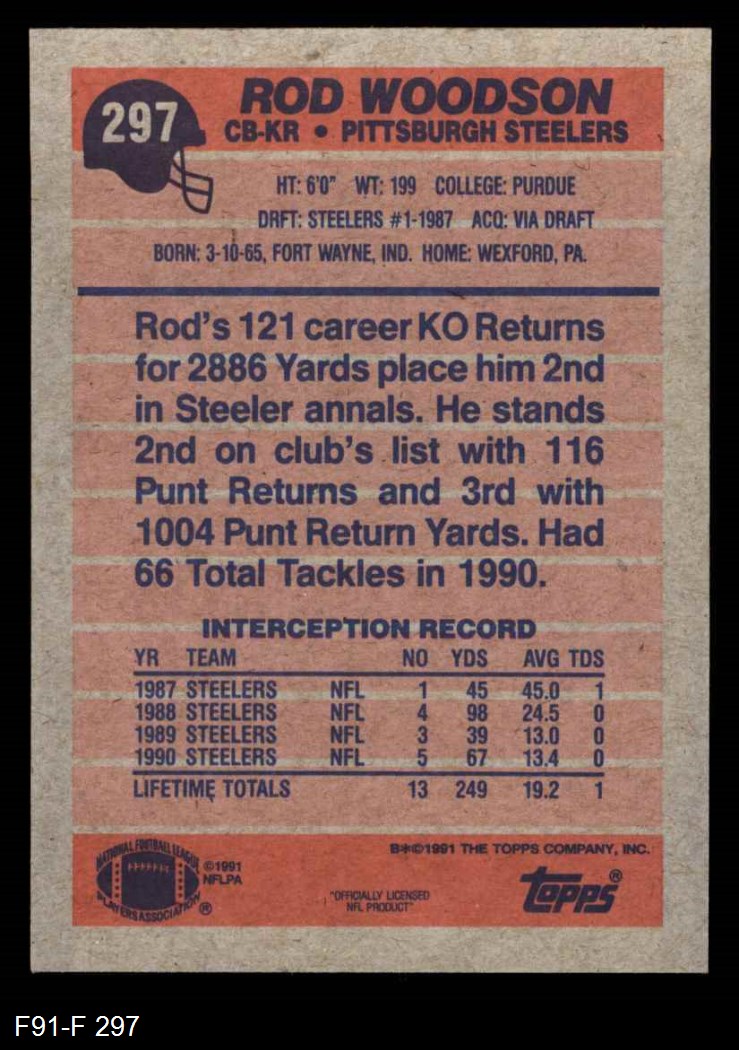 297
ROD WOODSON
CB-KR • PITTSBURGH STEELERS
HT: 6'0" WT: 199 COLLEGE: PURDUE
DRFT: STEELERS #1-1987 ACQ: VIA DRAFT
BORN: 3-10-65, FORT WAYNE, IND. HOME: WEXFORD, PA.
Rod's 121 career KO Returns
for 2886 Yards place him 2nd
in Steeler annals. He stands
2nd on club's list with 116
Punt Returns and 3rd with
1004 Punt Return Yards. Had
66 Total Tackles in 1990.
INTERCEPTION RECORD
YR TEAM NO YDS AVG TDS
1987 STEELERS NFL 1 45 45.0 1
1988 STEELERS NFL 4 98 24.5 0
1989 STEELERS NFL 3 39 13.0 0
1990 STEELERS NFL 5 67 13.4 0
LIFETIME TOTALS 13 249 19.2 1
NATIONAL FOOTBALL LEAGUE
PLAYERS ASSOCIATION ®
©1991
NFLPA
"OFFICIALLY LICENSED
NFL PRODUCT"
B*©1991 THE TOPPS COMPANY, INC.
topps®
F91-F 297